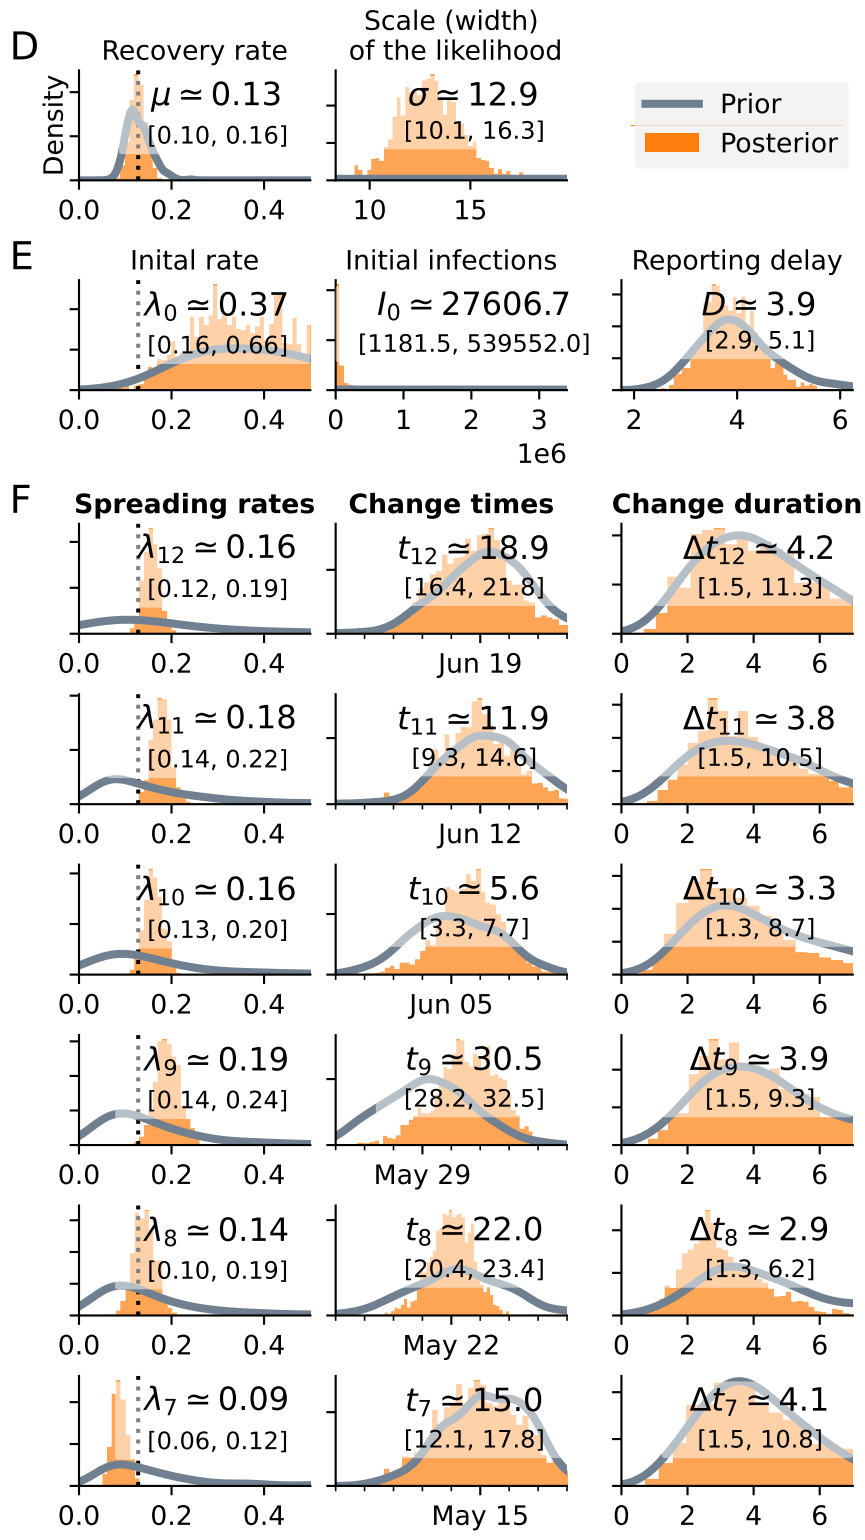 D
Recovery rate
Scale (width)
of the likelihood
Density
μ ≃ 0.13
[0.10, 0.16]
σ ≃ 12.9
[10.1, 16.3]
Prior
Posterior
0.0 0.2 0.4
10 15
E
Inital rate
Initial infections
Reporting delay
λ0 ≃ 0.37
[0.16, 0.66]
I0 ≃ 27606.7
[1181.5, 539552.0]
D ≃ 3.9
[2.9, 5.1]
0.0 0.2 0.4
0 1 2 3
1e6
2 4 6
F
Spreading rates
Change times
Change duration
λ12 ≃ 0.16
[0.12, 0.19]
t12 ≃ 18.9
[16.4, 21.8]
Δt12 ≃ 4.2
[1.5, 11.3]
0.0 0.2 0.4
Jun 19
0 2 4 6
λ11 ≃ 0.18
[0.14, 0.22]
t11 ≃ 11.9
[9.3, 14.6]
Δt11 ≃ 3.8
[1.5, 10.5]
0.0 0.2 0.4
Jun 12
0 2 4 6
λ10 ≃ 0.16
[0.13, 0.20]
t10 ≃ 5.6
[3.3, 7.7]
Δt10 ≃ 3.3
[1.3, 8.7]
0.0 0.2 0.4
Jun 05
0 2 4 6
λ9 ≃ 0.19
[0.14, 0.24]
t9 ≃ 30.5
[28.2, 32.5]
Δt9 ≃ 3.9
[1.5, 9.3]
0.0 0.2 0.4
May 29
0 2 4 6
λ8 ≃ 0.14
[0.10, 0.19]
t8 ≃ 22.0
[20.4, 23.4]
Δt8 ≃ 2.9
[1.3, 6.2]
0.0 0.2 0.4
May 22
0 2 4 6
λ7 ≃ 0.09
[0.06, 0.12]
t7 ≃ 15.0
[12.1, 17.8]
Δt7 ≃ 4.1
[1.5, 10.8]
0.0 0.2 0.4
May 15
0 2 4 6